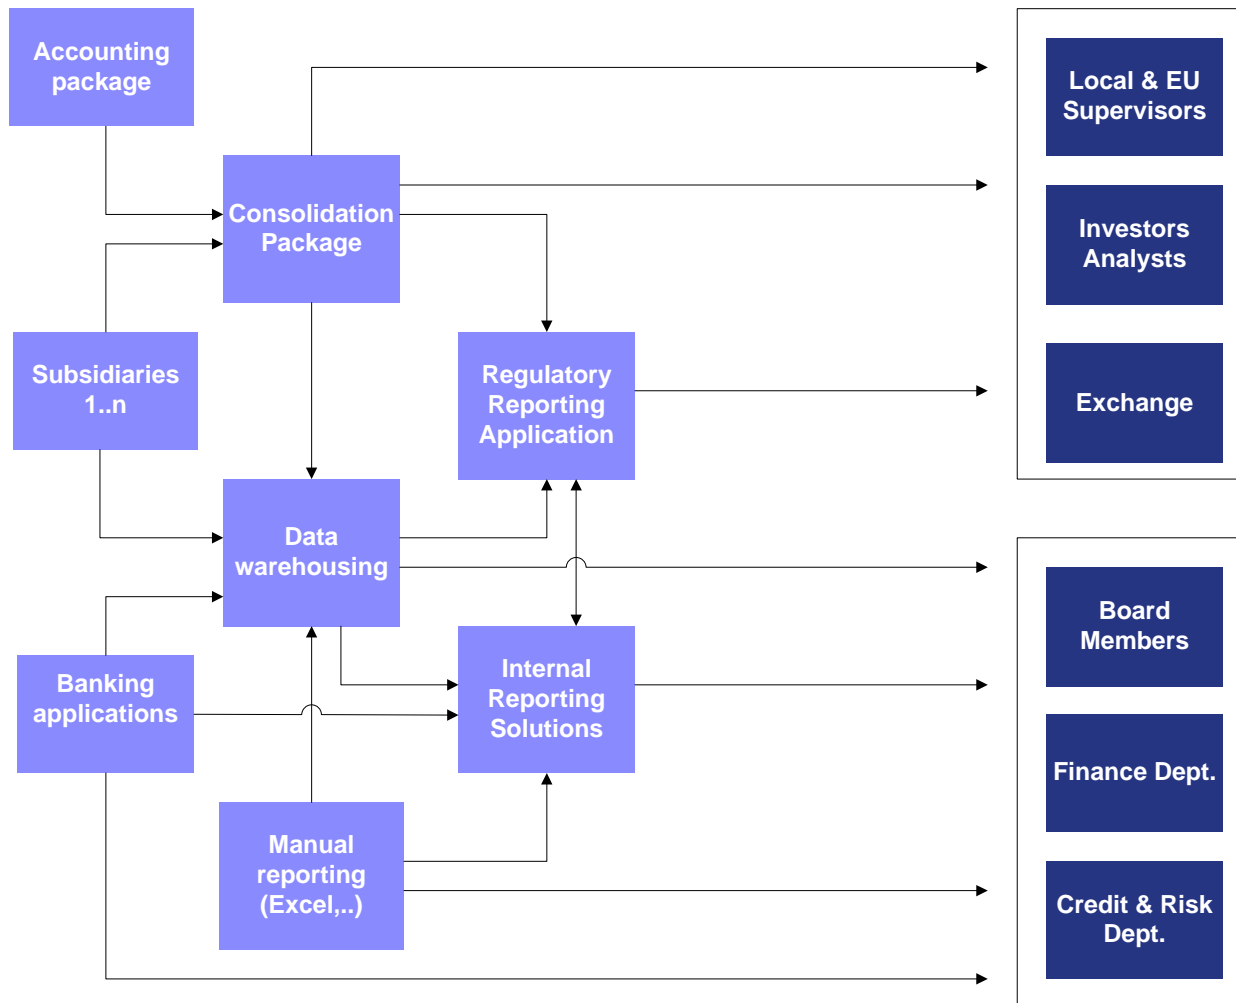 Accounting
package
Local & EU
Supervisors
Consolidation
Package
Investors
Analysts
Subsidiaries
1..n
Regulatory
Reporting
Application
Exchange
Data
warehousing
Board
Members
Banking
applications
Internal
Reporting
Solutions
Finance Dept.
Manual
reporting
(Excel,..)
Credit & Risk
Dept.